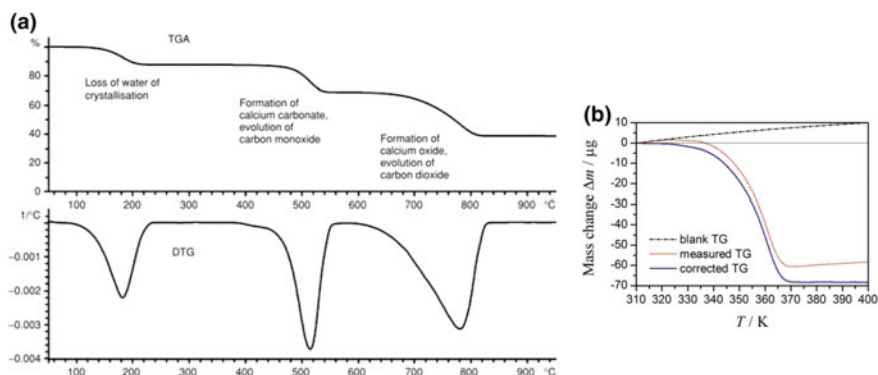 (a)
TGA
%
80
60
40
20
0
Loss of water of
crystallisation
Formation of
calcium carbonate,
evolution of
carbon monoxide
Formation of
calcium oxide,
evolution of
carbon dioxide
100 200 300 400 500 600 700 800 900 °C
1/°C
-0.001
-0.002
-0.003
-0.004
DTG
100 200 300 400 500 600 700 800 900 °C
(b)
Mass change Δm / µg
10
0
-10
-20
-30
-40
-50
-60
-70
blank TG
measured TG
corrected TG
310 320 330 340 350 360 370 380 390 400
T / K